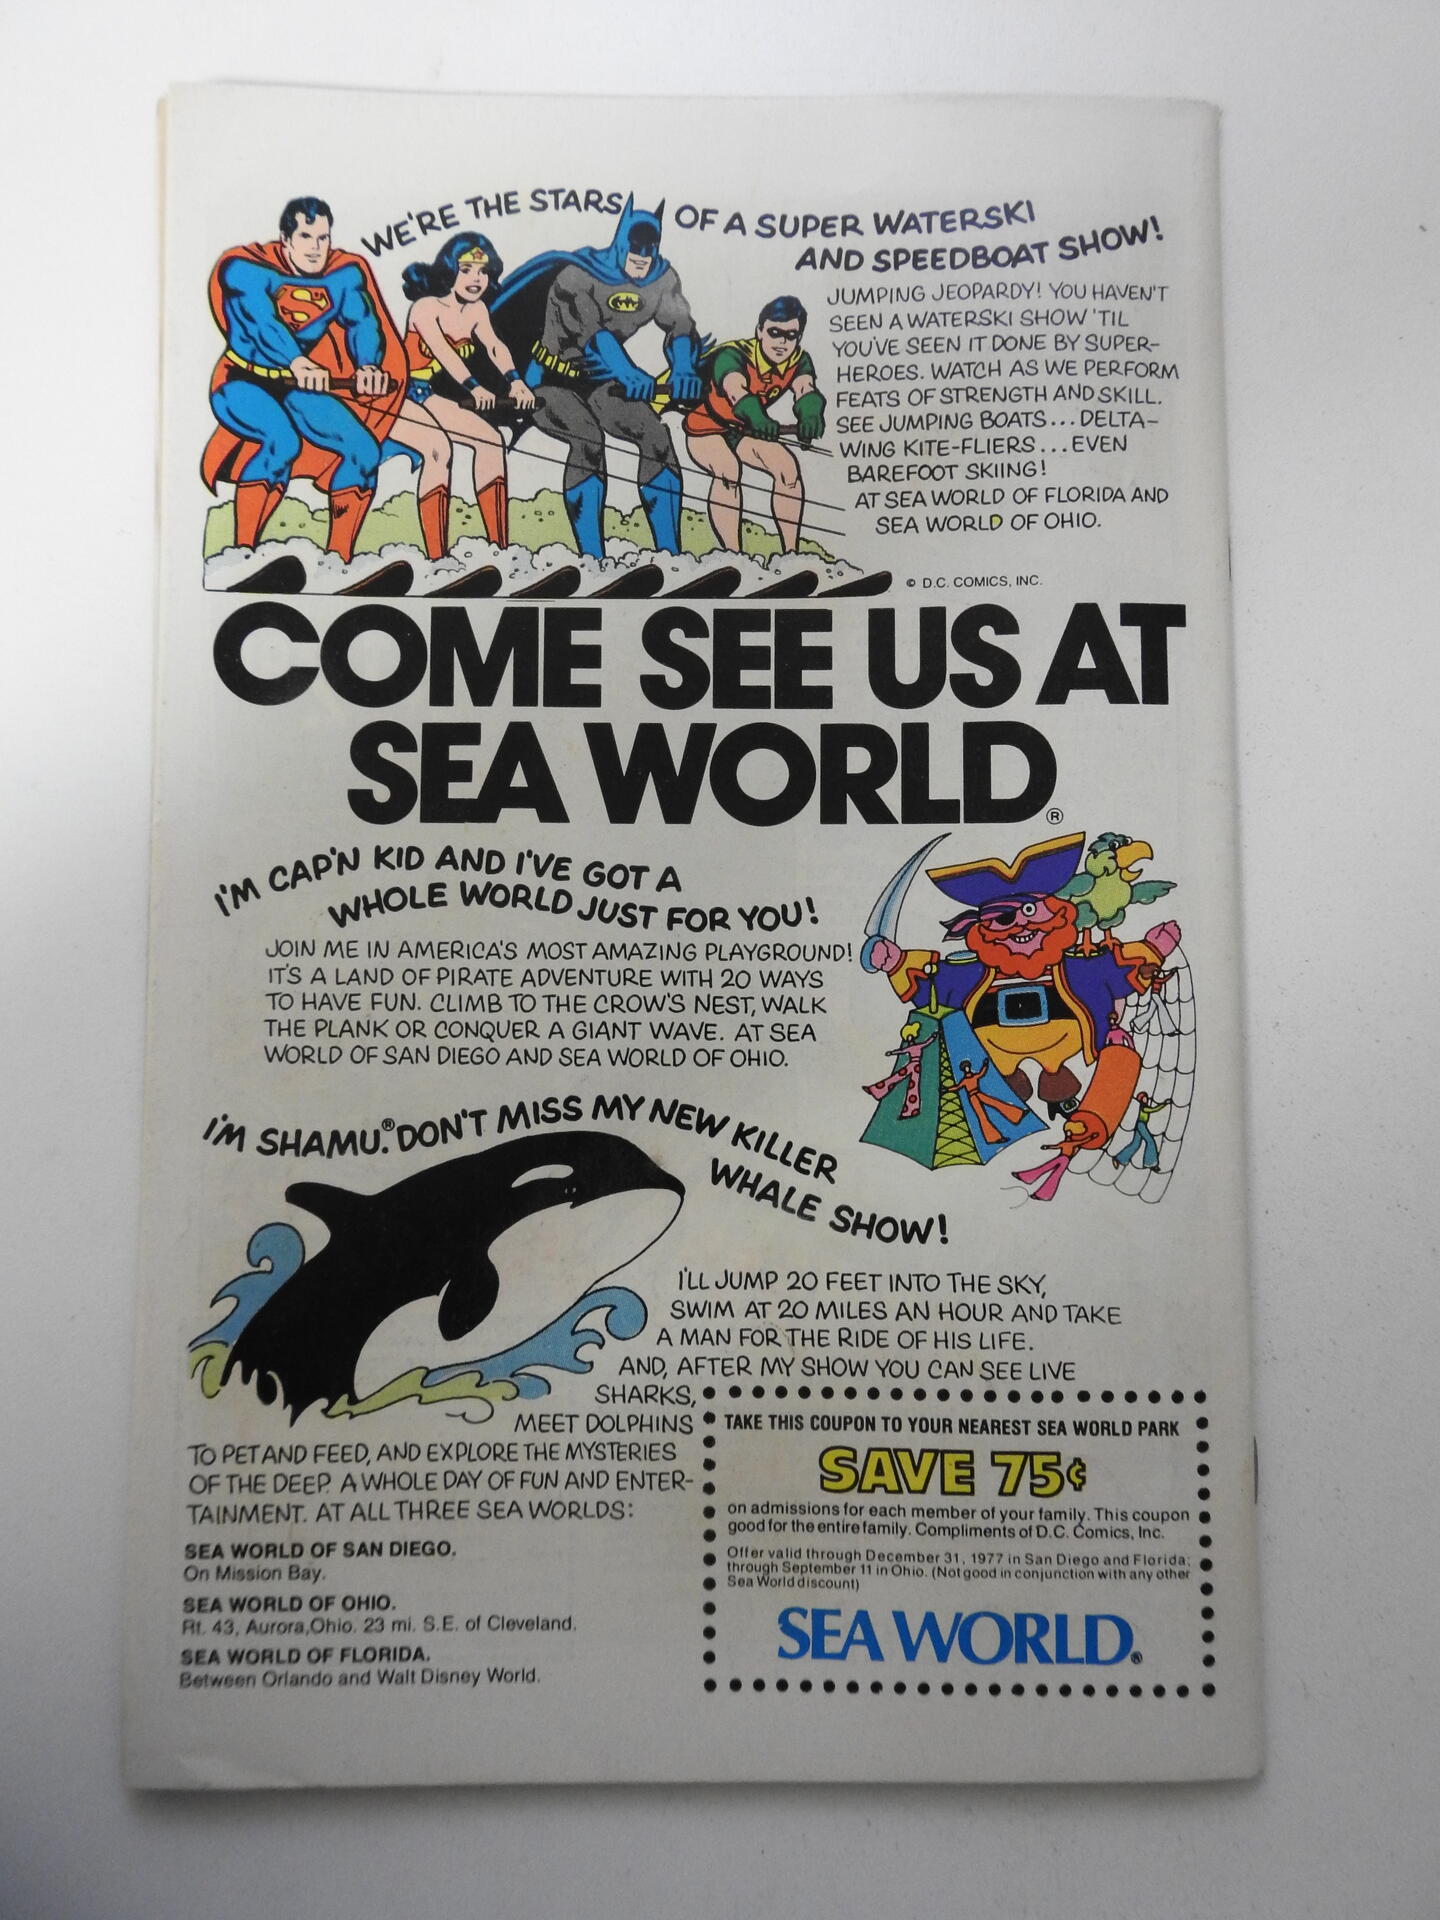 WE'RE THE STARS OF A SUPER WATERSKI
AND SPEEDBOAT SHOW!
JUMPING JEOPARDY! YOU HAVEN'T
SEEN A WATERSKI SHOW 'TIL
YOU'VE SEEN IT DONE BY SUPER-
HEROES. WATCH AS WE PERFORM
FEATS OF STRENGTH AND SKILL.
SEE JUMPING BOATS... DELTA-
WING KITE-FLIERS... EVEN
BAREFOOT SKIING!
AT SEA WORLD OF FLORIDA AND
SEA WORLD OF OHIO.
© D.C. COMICS, INC.
COME SEE US AT
SEA WORLD®
I'M CAP'N KID AND I'VE GOT A
WHOLE WORLD JUST FOR YOU!
JOIN ME IN AMERICA'S MOST AMAZING PLAYGROUND!
IT'S A LAND OF PIRATE ADVENTURE WITH 20 WAYS
TO HAVE FUN. CLIMB TO THE CROW'S NEST, WALK
THE PLANK OR CONQUER A GIANT WAVE. AT SEA
WORLD OF SAN DIEGO AND SEA WORLD OF OHIO.
I'M SHAMU.® DON'T MISS MY NEW KILLER
WHALE SHOW!
I'LL JUMP 20 FEET INTO THE SKY,
SWIM AT 20 MILES AN HOUR AND TAKE
A MAN FOR THE RIDE OF HIS LIFE.
AND, AFTER MY SHOW YOU CAN SEE LIVE
SHARKS,
MEET DOLPHINS
TO PET AND FEED, AND EXPLORE THE MYSTERIES
OF THE DEEP. A WHOLE DAY OF FUN AND ENTER-
TAINMENT. AT ALL THREE SEA WORLDS:
SEA WORLD OF SAN DIEGO.
On Mission Bay.
SEA WORLD OF OHIO.
Rt. 43, Aurora, Ohio. 23 mi. S.E. of Cleveland.
SEA WORLD OF FLORIDA.
Between Orlando and Walt Disney World.
TAKE THIS COUPON TO YOUR NEAREST SEA WORLD PARK
SAVE 75¢
on admissions for each member of your family. This coupon
good for the entire family. Compliments of D.C. Comics, Inc.
Offer valid through December 31, 1977 in San Diego and Florida;
through September 11 in Ohio. (Not good in conjunction with any other
Sea World discount)
SEA WORLD®